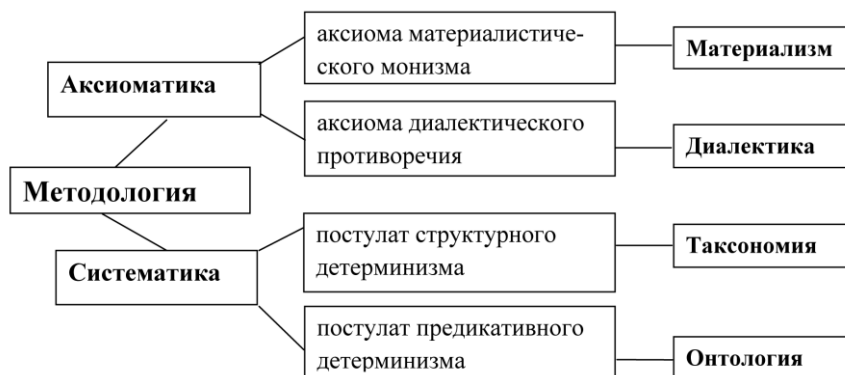 аксиома материалистиче-
ского монизма
Материализм
Аксиоматика
аксиома диалектического
противоречия
Диалектика
Методология
постулат структурного
детерминизма
Таксономия
Систематика
постулат предикативного
детерминизма
Онтология